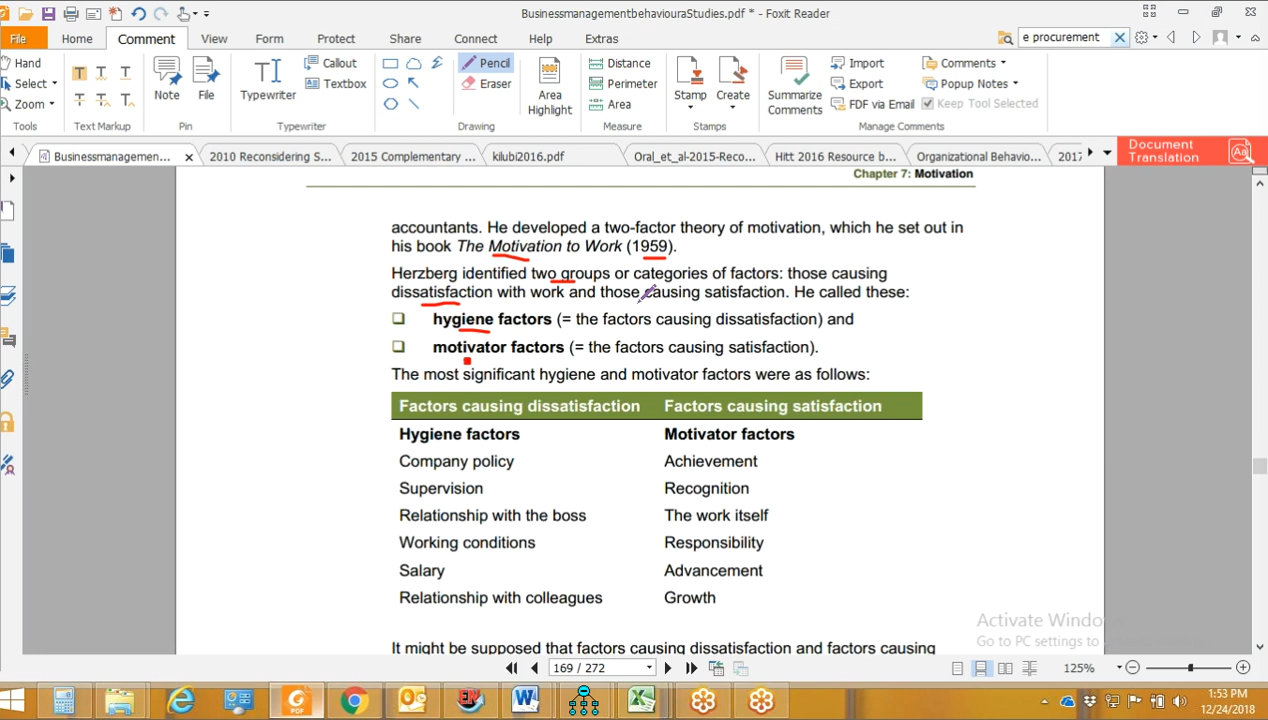 BusinessmanagementbehaviouraStudies.pdf * - Foxit Reader
File Home Comment View Form Protect Share Connect Help Extras
e procurement
Hand
Select
Zoom
Tools
Text Markup
Note
File
Pin
Typewriter
Callout
Textbox
Typewriter
Pencil
Eraser
Area Highlight
Drawing
Distance
Perimeter
Area
Measure
Stamp
Create
Stamps
Summarize Comments
Import
Export
FDF via Email
Comments
Popup Notes
Keep Tool Selected
Manage Comments
Businessmanagemen... 2010 Reconsidering S... 2015 Complementary ... kilubi2016.pdf Oral_et_al-2015-Reco... Hitt 2016 Resource b... Organizational Behavio... 2017
Document Translation
Chapter 7: Motivation
accountants. He developed a two-factor theory of motivation, which he set out in
his book The Motivation to Work (1959).
Herzberg identified two groups or categories of factors: those causing
dissatisfaction with work and those causing satisfaction. He called these:
hygiene factors (= the factors causing dissatisfaction) and
motivator factors (= the factors causing satisfaction).
The most significant hygiene and motivator factors were as follows:
Factors causing dissatisfaction Factors causing satisfaction
Hygiene factors Motivator factors
Company policy Achievement
Supervision Recognition
Relationship with the boss The work itself
Working conditions Responsibility
Salary Advancement
Relationship with colleagues Growth
It might be supposed that factors causing dissatisfaction and factors causing
Activate Windo
Go to PC settings to
169 / 272
125%
1:53 PM
12/24/2018